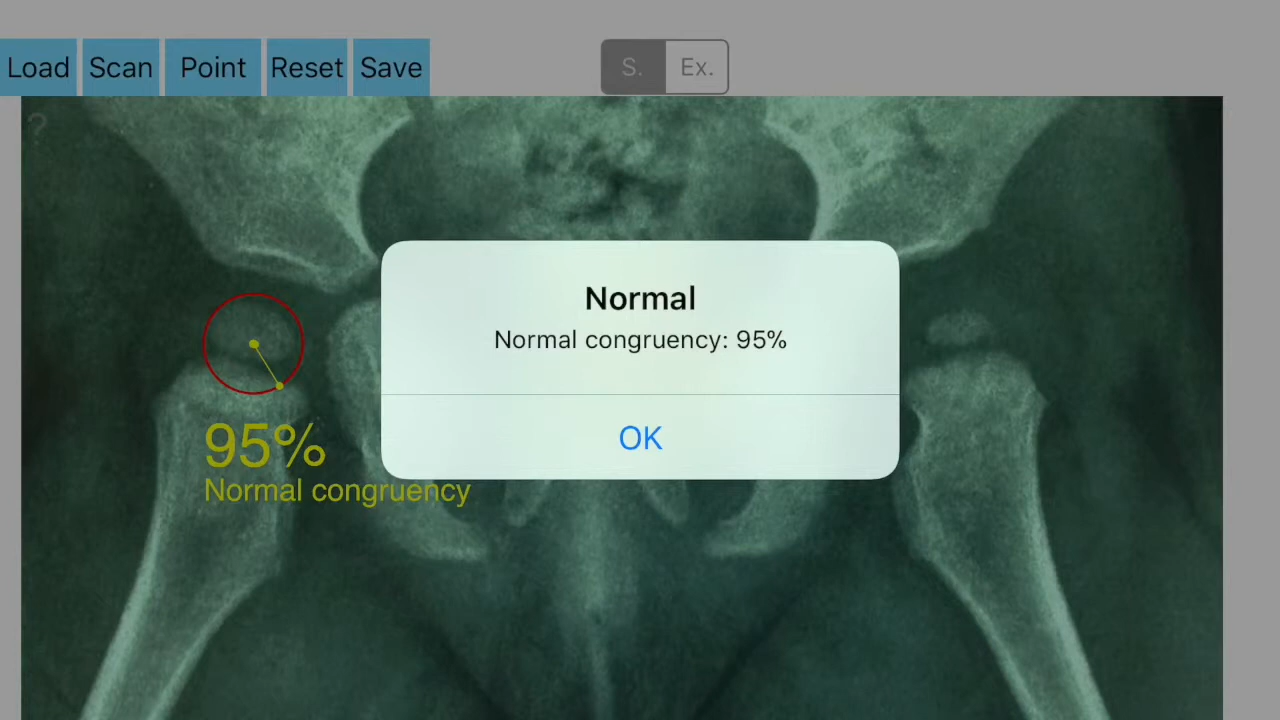 Load Scan Point Reset Save S. Ex.
?
Normal
Normal congruency: 95%
OK
95%
Normal congruency